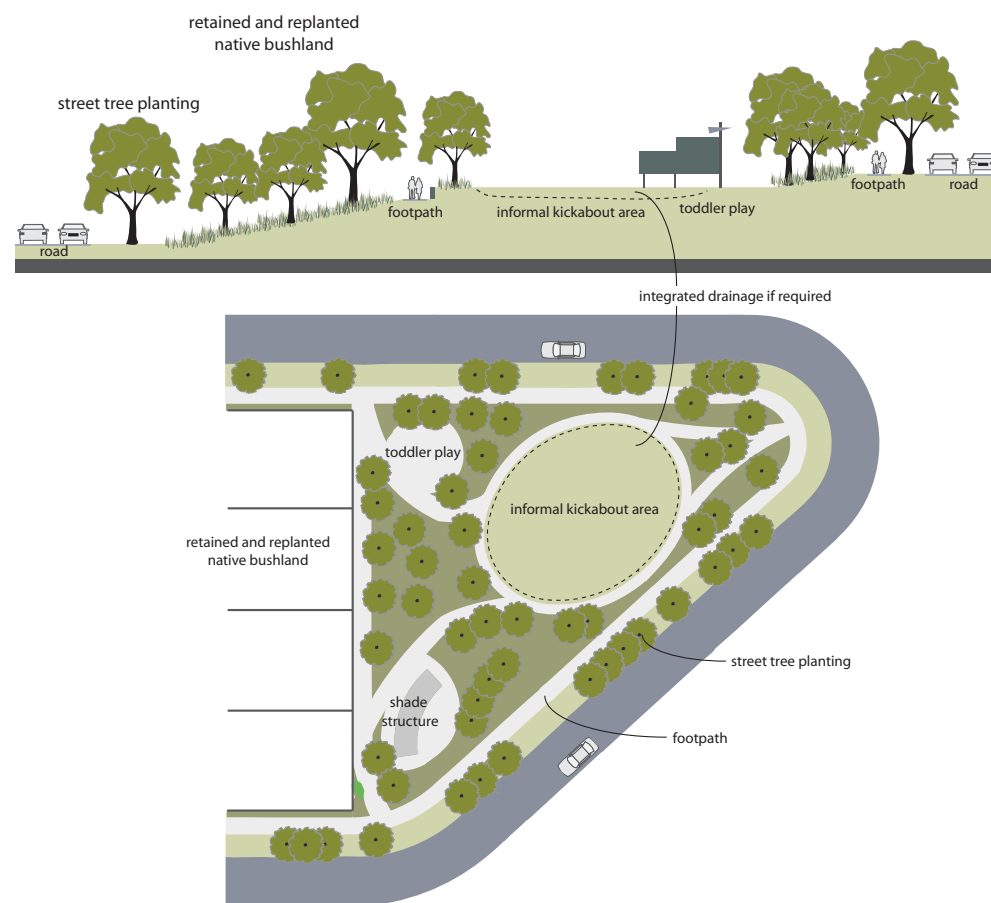 retained and replanted
native bushland
street tree planting
footpath
informal kickabout area
toddler play
footpath
road
road
integrated drainage if required
toddler play
informal kickabout area
retained and replanted
native bushland
street tree planting
shade
structure
footpath